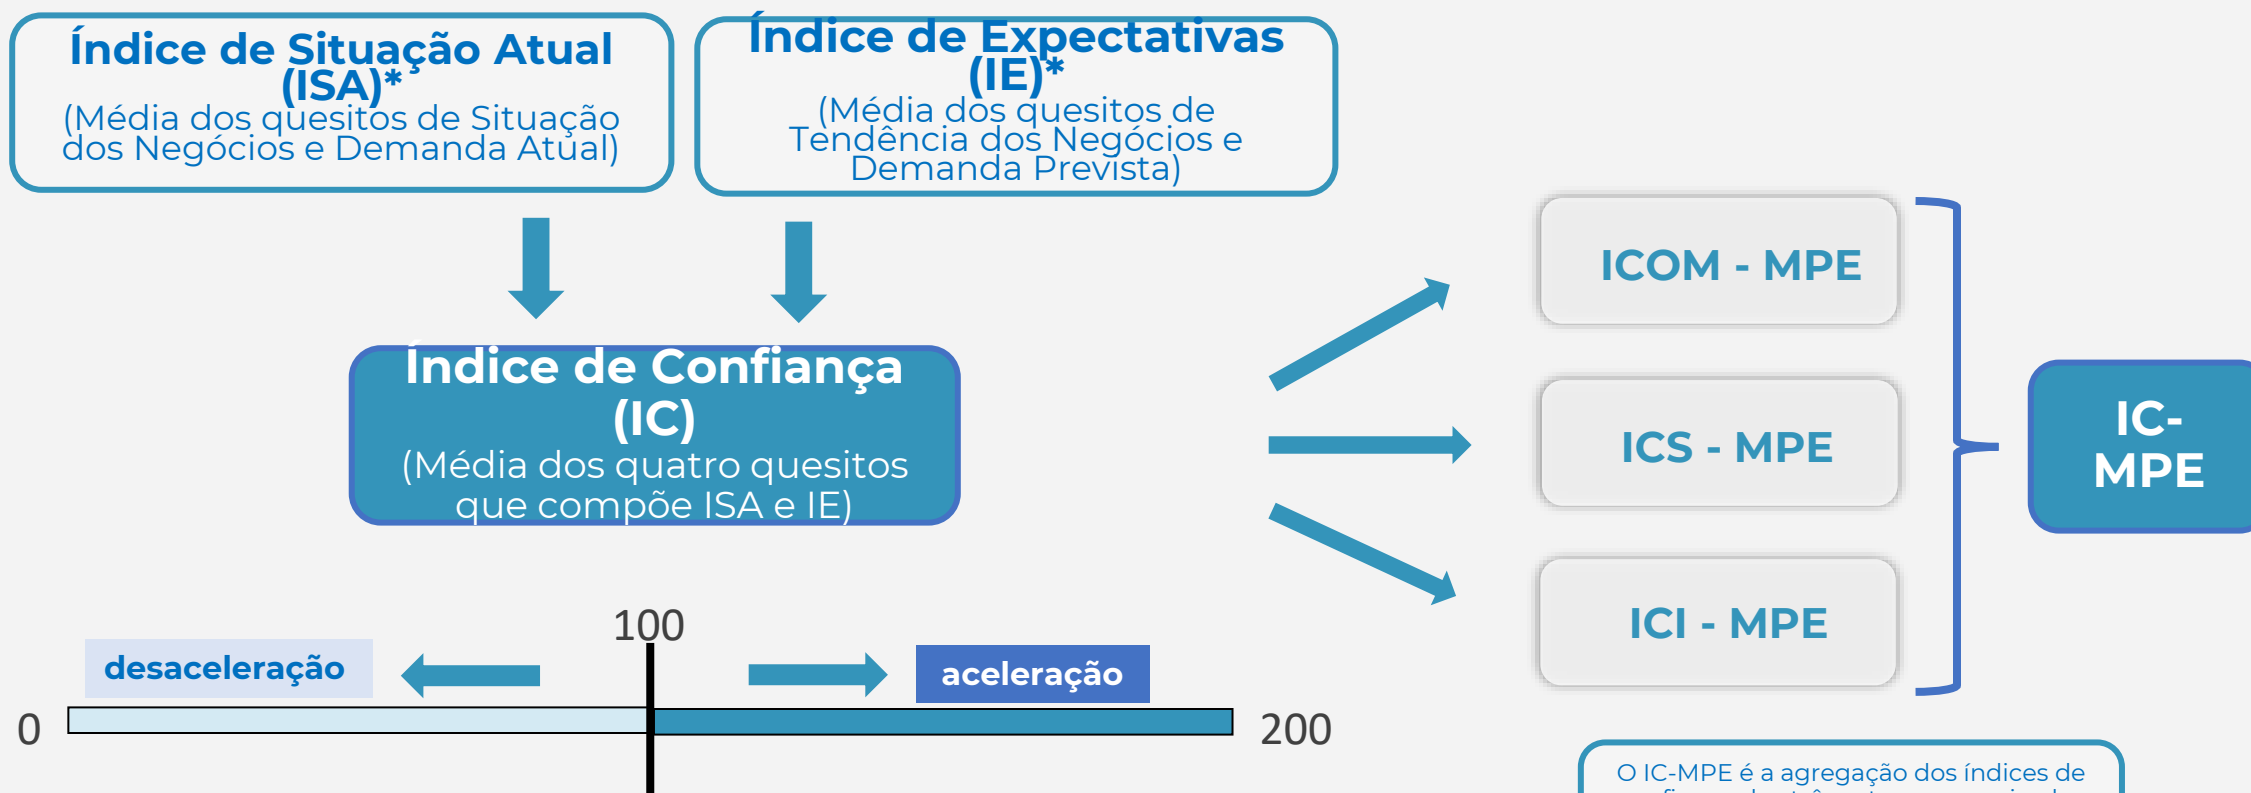 Índice de Situação Atual
(ISA)*
(Média dos quesitos de Situação
dos Negócios e Demanda Atual)
Índice de Expectativas
(IE)*
(Média dos quesitos de
Tendência dos Negócios e
Demanda Prevista)
Índice de Confiança
(IC)
(Média dos quatro quesitos
que compõe ISA e IE)
ICOM - MPE
ICS - MPE
ICI - MPE
IC-
MPE
100
desaceleração
aceleração
0
200
O IC-MPE é a agregação dos índices de